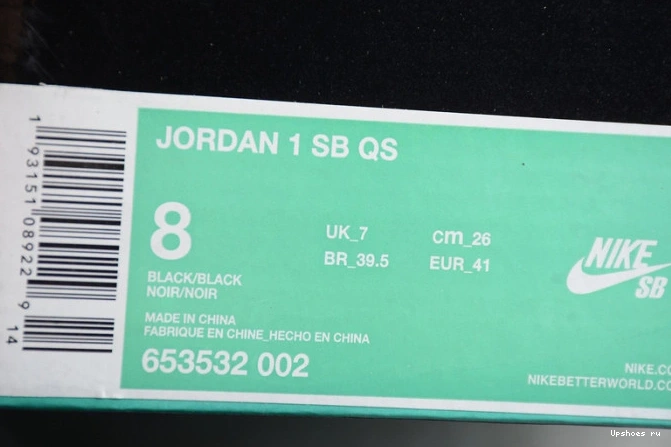 JORDAN 1 SB QS
8
UK_7
cm_26
BR_39.5
EUR_41
BLACK/BLACK
NOIR/NOIR
MADE IN CHINA
FABRIQUE EN CHINE_HECHO EN CHINA
653532 002
NIKE
SB
NIKE.CO
NIKEBETTERWORLD.CO
1 93151 08922 9 14
Upshoes ru